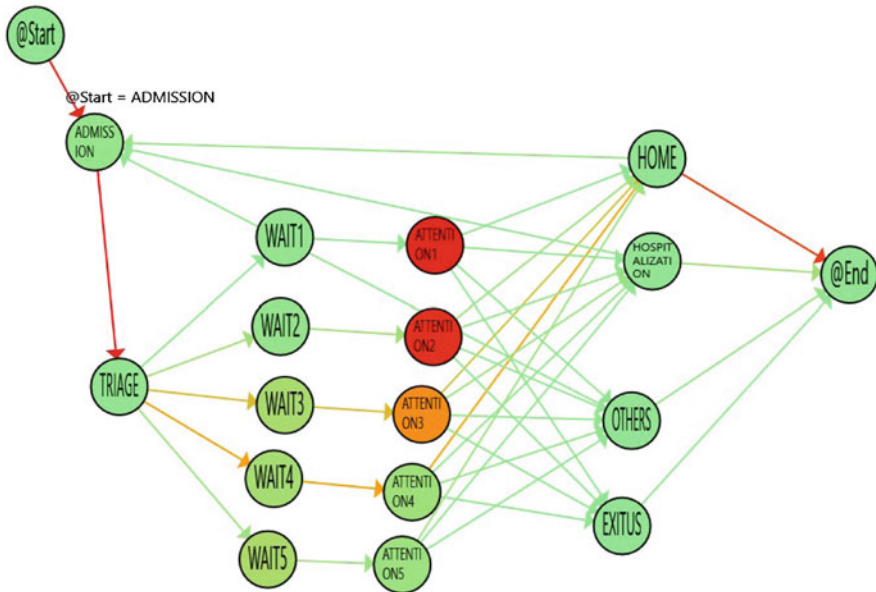 @Start
@Start = ADMISSION
ADMISS
ION
HOME
WAIT1
ATTENTI
ON1
HOSPIT
ALIZATI
ON
@End
WAIT2
ATTENTI
ON2
TRIAGE
WAIT3
ATTENTI
ON3
OTHERS
WAIT4
ATTENTI
ON4
EXITUS
WAIT5
ATTENTI
ON5